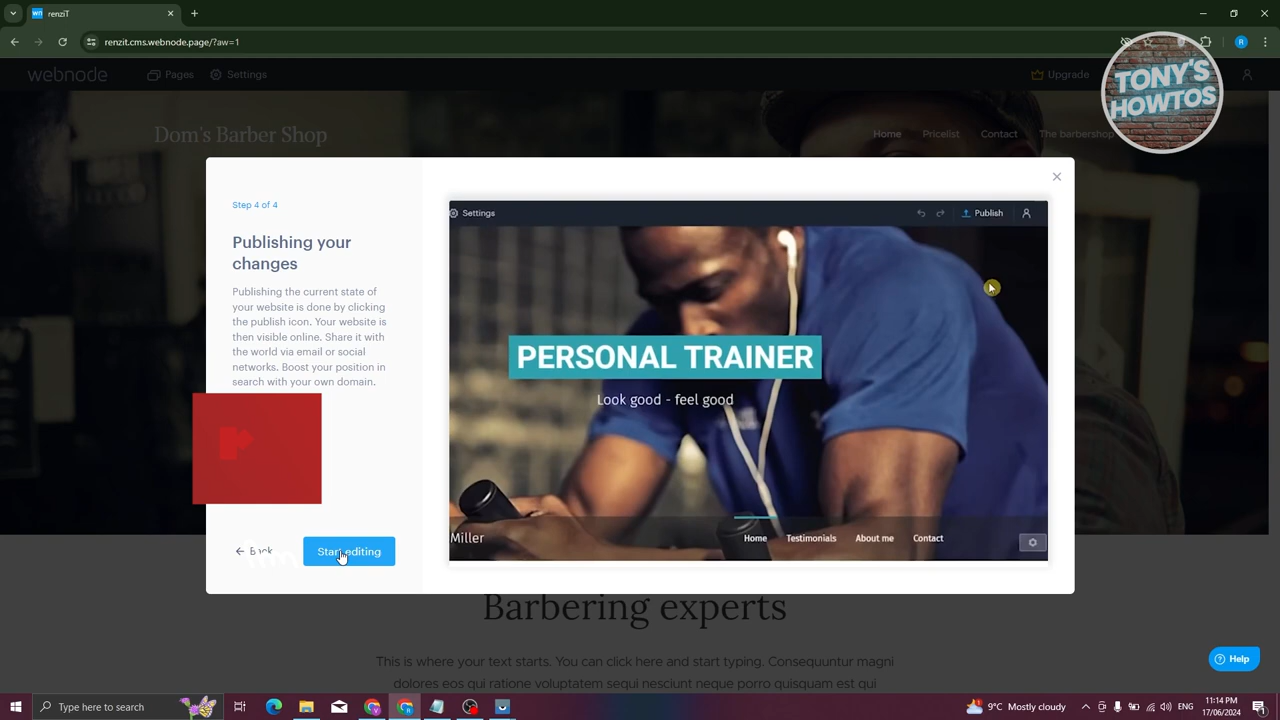 renziT
renzit.cms.webnode.page/?aw=1
R
webnode
Pages
Settings
Upgrade
TONY'S
HOWTOS
Dom's Barber Shop
Home
Pricelist
Contact
The barbershop
Step 4 of 4
Publishing your
changes
Publishing the current state of
your website is done by clicking
the publish icon. Your website is
then visible online. Share it with
the world via email or social
networks. Boost your position in
search with your own domain.
Back
Start editing
Settings
Publish
PERSONAL TRAINER
Look good - feel good
Miller
Home
Testimonials
About me
Contact
Barbering experts
This is where your text starts. You can click here and start typing. Consequuntur magni
dolores eos qui ratione voluptatem sequi nesciunt neque porro quisquam est qui
Help
Type here to search
9°C Mostly cloudy
ENG
11:14 PM
17/06/2024